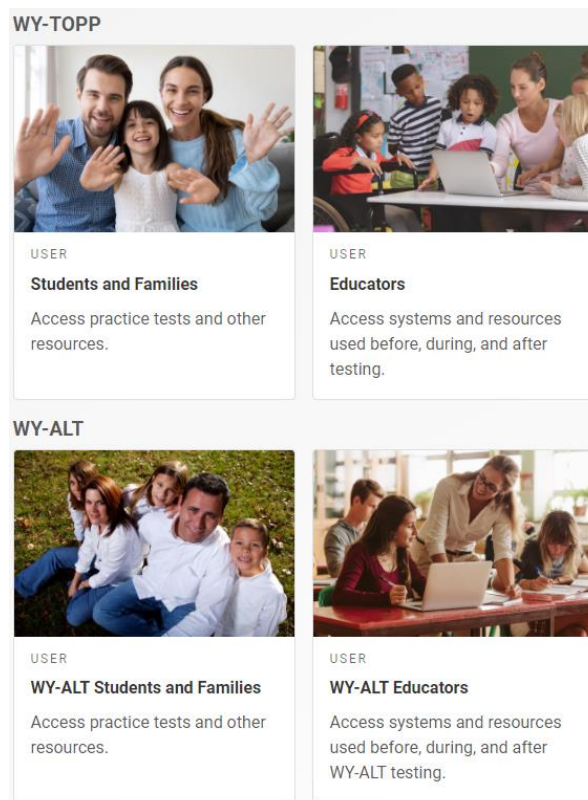 WY-TOPP
USER
Students and Families
Access practice tests and other
resources.
USER
Educators
Access systems and resources
used before, during, and after
testing.
WY-ALT
USER
WY-ALT Students and Families
Access practice tests and other
resources.
USER
WY-ALT Educators
Access systems and resources
used before, during, and after
WY-ALT testing.